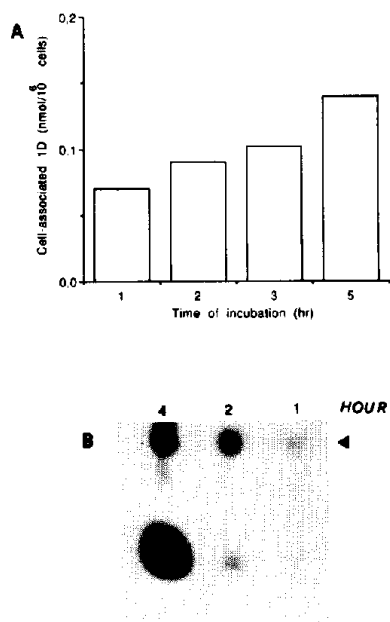 A
Cell-associated 1D (nmol/10⁶ cells)
0,2
0.1
0,0
1 2 3 5
Time of incubation (hr)
4 2 1 HOUR
B